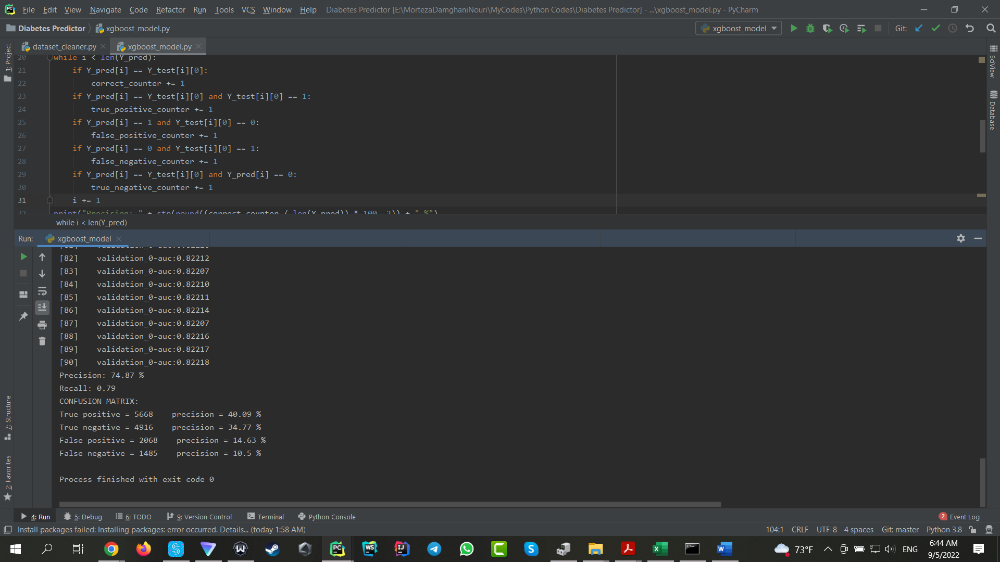 File Edit View Navigate Code Refactor Run Tools VCS Window Help Diabetes Predictor [E:\MortezaDamghaniNouri\MyCodes\Python Codes\Diabetes Predictor] - ...\xgboost_model.py - PyCharm
Diabetes Predictor xgboost_model.py xgboost_model Git:
dataset_cleaner.py xgboost_model.py
1: Project
SciView
Database
20 while i < len(Y_pred):
21 if Y_pred[i] == Y_test[i][0]:
22 correct_counter += 1
23 if Y_pred[i] == Y_test[i][0] and Y_test[i][0] == 1:
24 true_positive_counter += 1
25 if Y_pred[i] == 1 and Y_test[i][0] == 0:
26 false_positive_counter += 1
27 if Y_pred[i] == 0 and Y_test[i][0] == 1:
28 false_negative_counter += 1
29 if Y_pred[i] == Y_test[i][0] and Y_pred[i] == 0:
30 true_negative_counter += 1
31 i += 1
32 print("Precision: " + str(round((correct_counter / len(Y_pred)) * 100, 2)) + " %")
while i < len(Y_pred)
Run: xgboost_model
[82] validation_0-auc:0.82212
[83] validation_0-auc:0.82207
[84] validation_0-auc:0.82210
[85] validation_0-auc:0.82211
[86] validation_0-auc:0.82214
[87] validation_0-auc:0.82207
[88] validation_0-auc:0.82216
[89] validation_0-auc:0.82217
[90] validation_0-auc:0.82218
Precision: 74.87 %
Recall: 0.79
CONFUSION MATRIX:
True positive = 5668 precision = 40.09 %
True negative = 4916 precision = 34.77 %
False positive = 2068 precision = 14.63 %
False negative = 1485 precision = 10.5 %
Process finished with exit code 0
7: Structure
2: Favorites
4: Run 5: Debug 6: TODO 9: Version Control Terminal Python Console 2 Event Log
Install packages failed: Installing packages: error occurred. Details... (today 1:58 AM) 104:1 CRLF UTF-8 4 spaces Git: master Python 3.8
73°F ENG 6:44 AM
9/5/2022